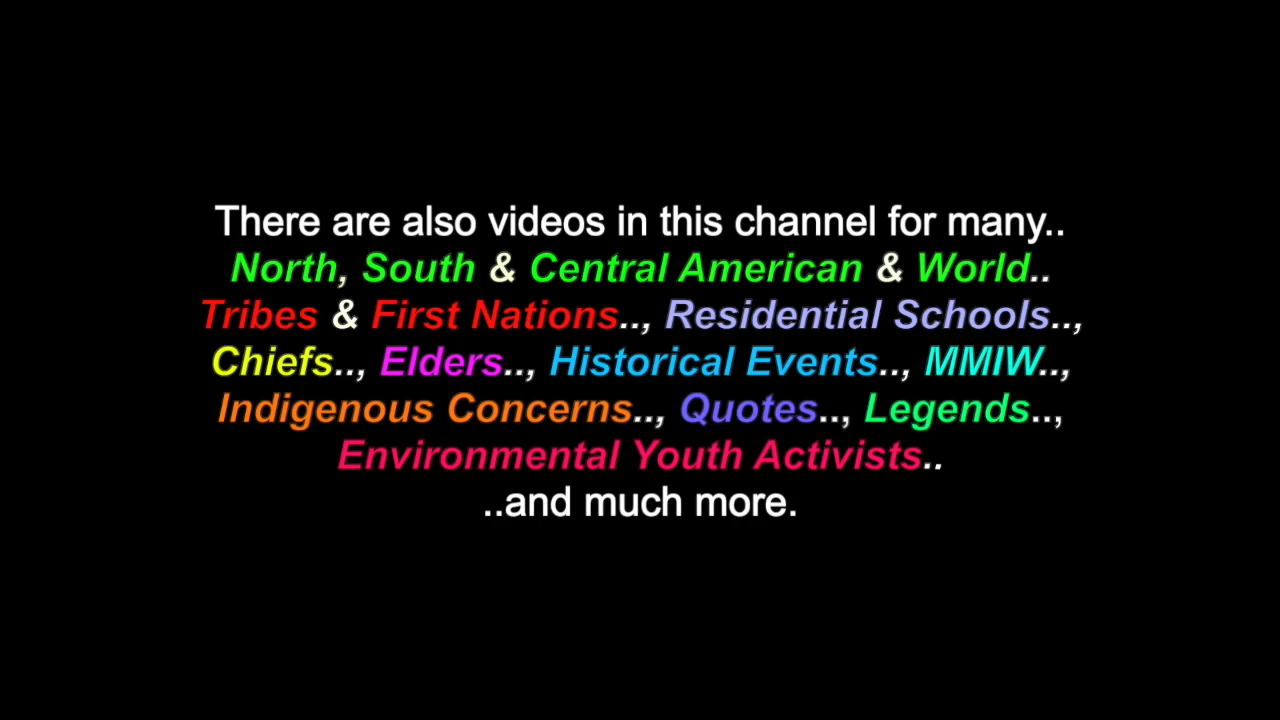 There are also videos in this channel for many..
North, South & Central American & World..
Tribes & First Nations.., Residential Schools..,
Chiefs.., Elders.., Historical Events.., MMIW..,
Indigenous Concerns.., Quotes.., Legends..,
Environmental Youth Activists..
..and much more.